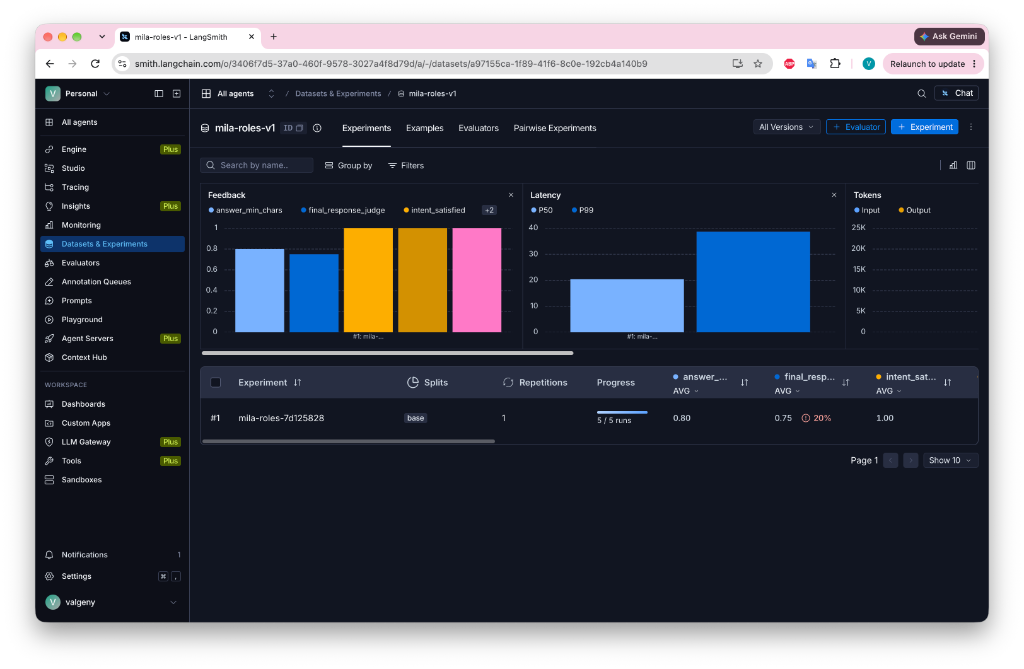 mila-roles-v1 - LangSmith
Ask Gemini
smith.langchain.com/o/3406f7d5-37a0-460f-9578-3027a4f8d79d/a/-/datasets/a97155ca-1f89-41f6-8c0e-192cb4a140b9
ABP
V
Relaunch to update
V Personal
All agents
Engine Plus
Studio
Tracing
Insights Plus
Monitoring
Datasets & Experiments
Evaluators
Annotation Queues
Prompts
Playground
Agent Servers Plus
Context Hub
WORKSPACE
Dashboards
Custom Apps
LLM Gateway Plus
Tools Plus
Sandboxes
Notifications 1
Settings ⌘ ,
V valgeny
All agents / Datasets & Experiments / mila-roles-v1
Chat
mila-roles-v1 ID
Experiments Examples Evaluators Pairwise Experiments
All Versions + Evaluator + Experiment
Search by name.. Group by Filters
Feedback
answer_min_chars final_response_judge intent_satisfied +2
1
0.8
0.6
0.4
0.2
0
#1: mila-...
Latency
P50 P99
40
30
20
10
0
#1: mila-...
Tokens
Input Output
25K
20K
15K
10K
5K
0
Experiment Splits Repetitions Progress answer_... AVG final_resp... AVG intent_sat... AVG
#1 mila-roles-7d125828 base 1 5 / 5 runs 0.80 0.75 20% 1.00
Page 1 Show 10